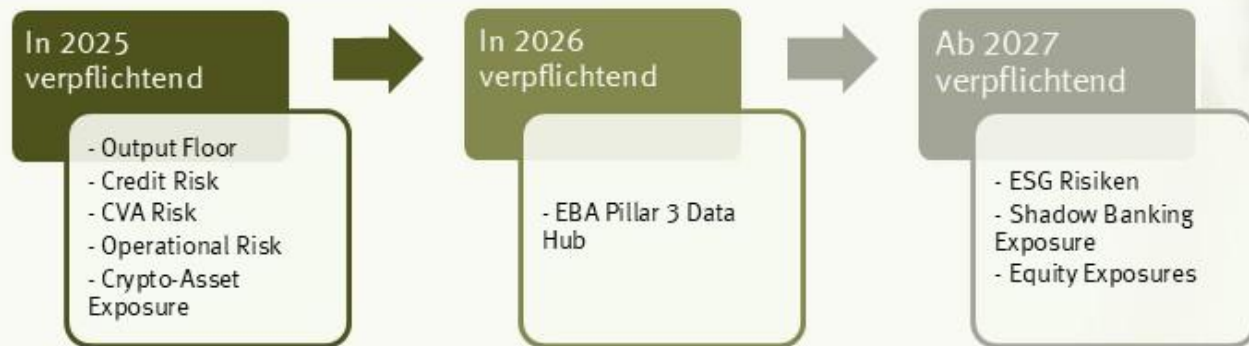 In 2025
verpflichtend
- Output Floor
- Credit Risk
- CVA Risk
- Operational Risk
- Crypto-Asset
Exposure
In 2026
verpflichtend
- EBA Pillar 3 Data
Hub
Ab 2027
verpflichtend
- ESG Risiken
- Shadow Banking
Exposure
- Equity Exposures